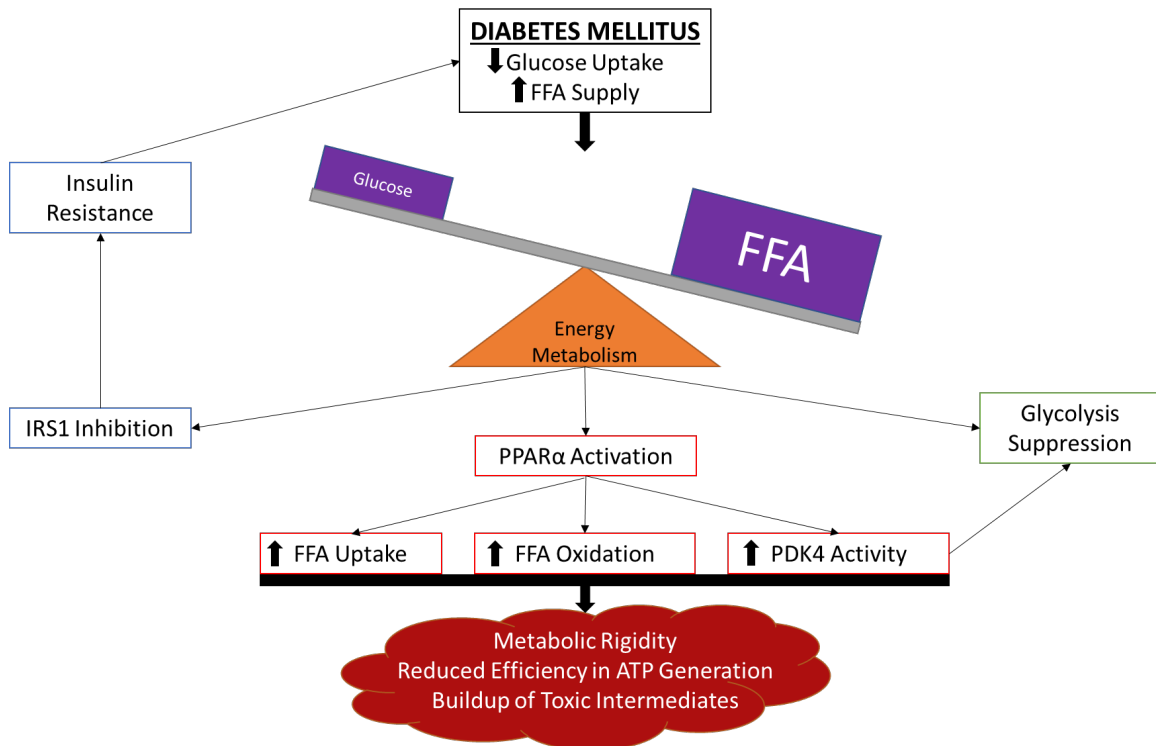 DIABETES MELLITUS
Glucose Uptake
FFA Supply
Insulin
Resistance
Glucose
FFA
Energy
Metabolism
IRS1 Inhibition
PPARα Activation
Glycolysis
Suppression
FFA Uptake
FFA Oxidation
PDK4 Activity
Metabolic Rigidity
Reduced Efficiency in ATP Generation
Buildup of Toxic Intermediates